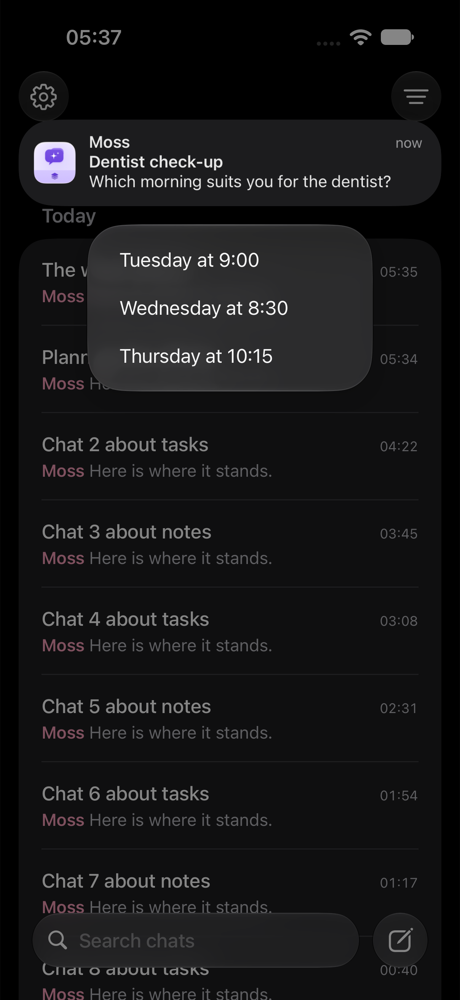 05:37
Moss
now
Dentist check-up
Which morning suits you for the dentist?
Today
Tuesday at 9:00
Wednesday at 8:30
Thursday at 10:15
The
05:35
Moss
05:34
Moss
Chat 2 about tasks
04:22
Moss Here is where it stands.
Chat 3 about notes
03:45
Moss Here is where it stands.
Chat 4 about tasks
03:08
Moss Here is where it stands.
Chat 5 about notes
02:31
Moss Here is where it stands.
Chat 6 about tasks
01:54
Moss Here is where it stands.
Chat 7 about notes
01:17
Moss Here is where it stands.
Search chats
Chat 8 about tasks
00:40
Moss Here is where it stands.